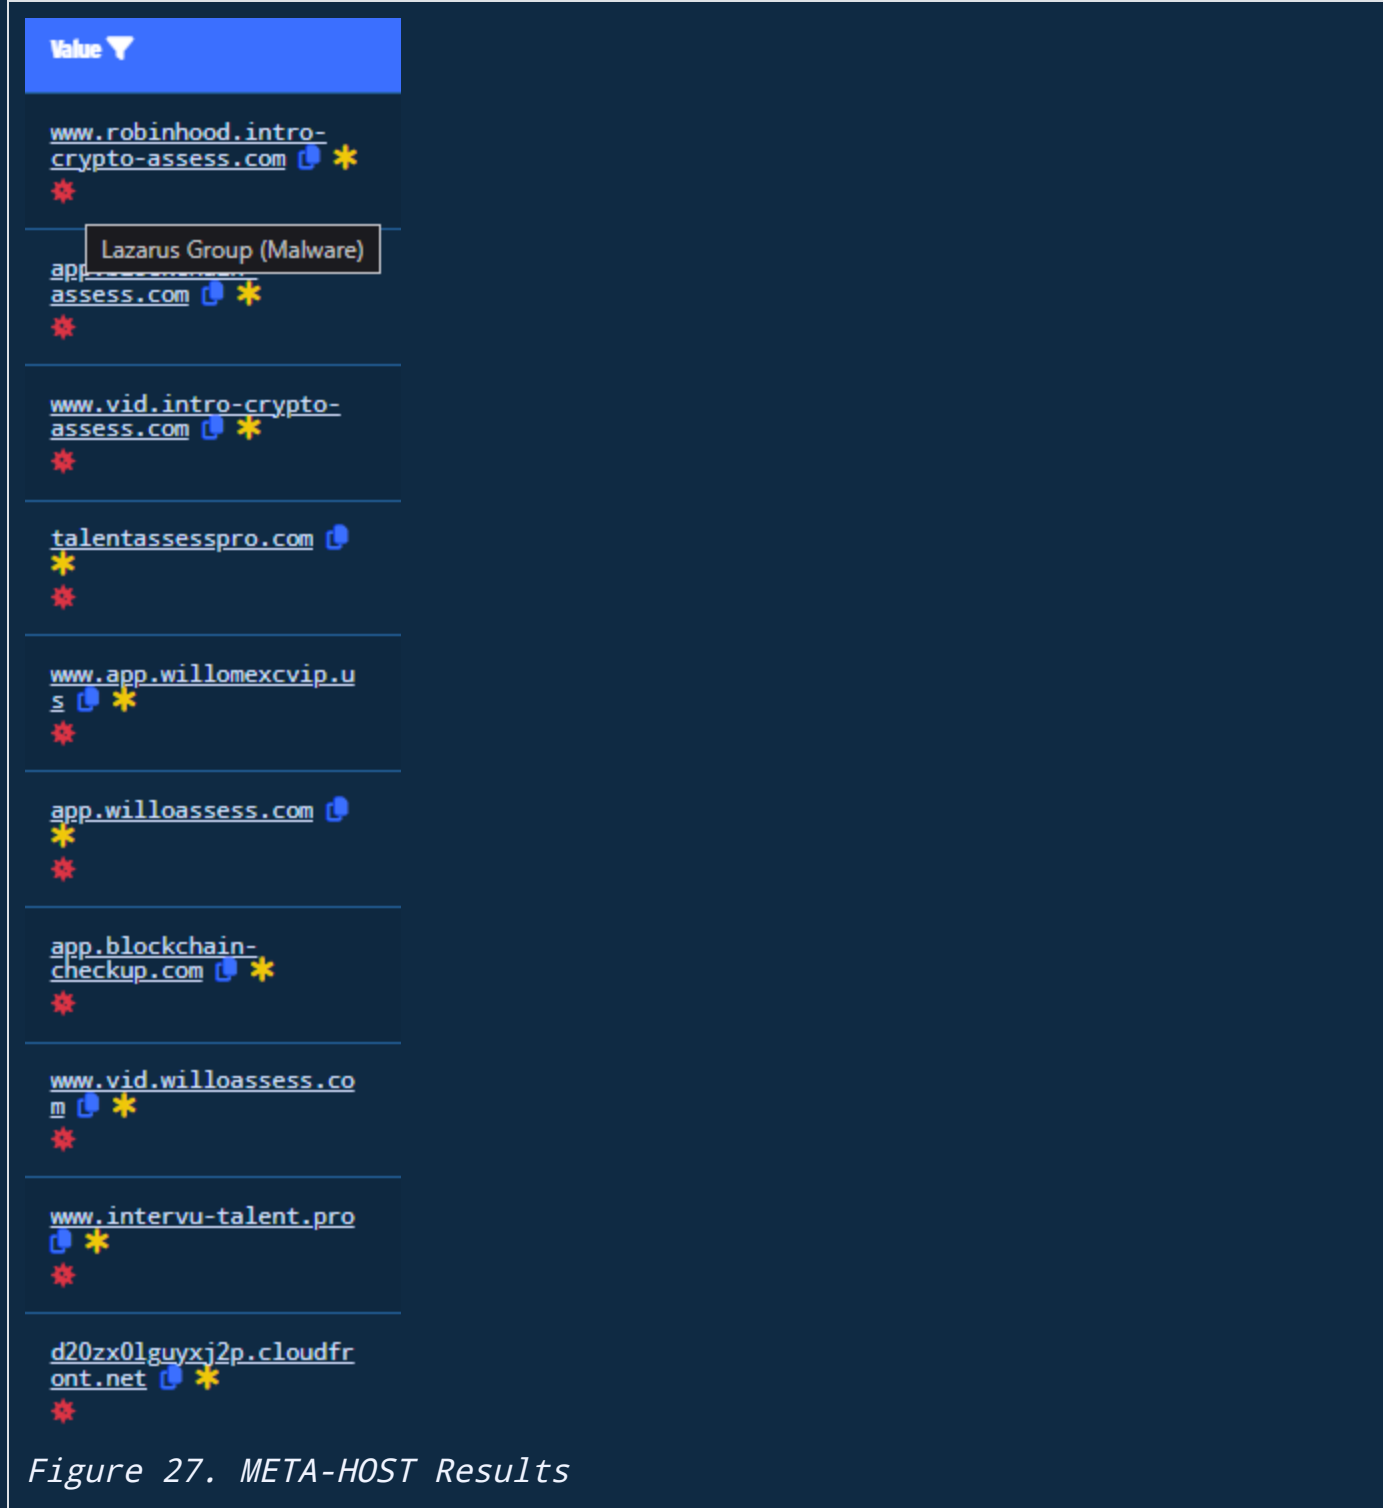 Value
www.robinhood.intro-
crypto-assess.com
Lazarus Group (Malware)
assess.com
www.vid.intro-crypto-
assess.com
talentassesspro.com
www.app.willomexcvip.u
s
app.willoassess.com
app.blockchain-
checkup.com
www.vid.willoassess.co
m
www.intervu-talent.pro
d20zx0lguyxj2p.cloudfr
ont.net
Figure 27. META-HOST Results